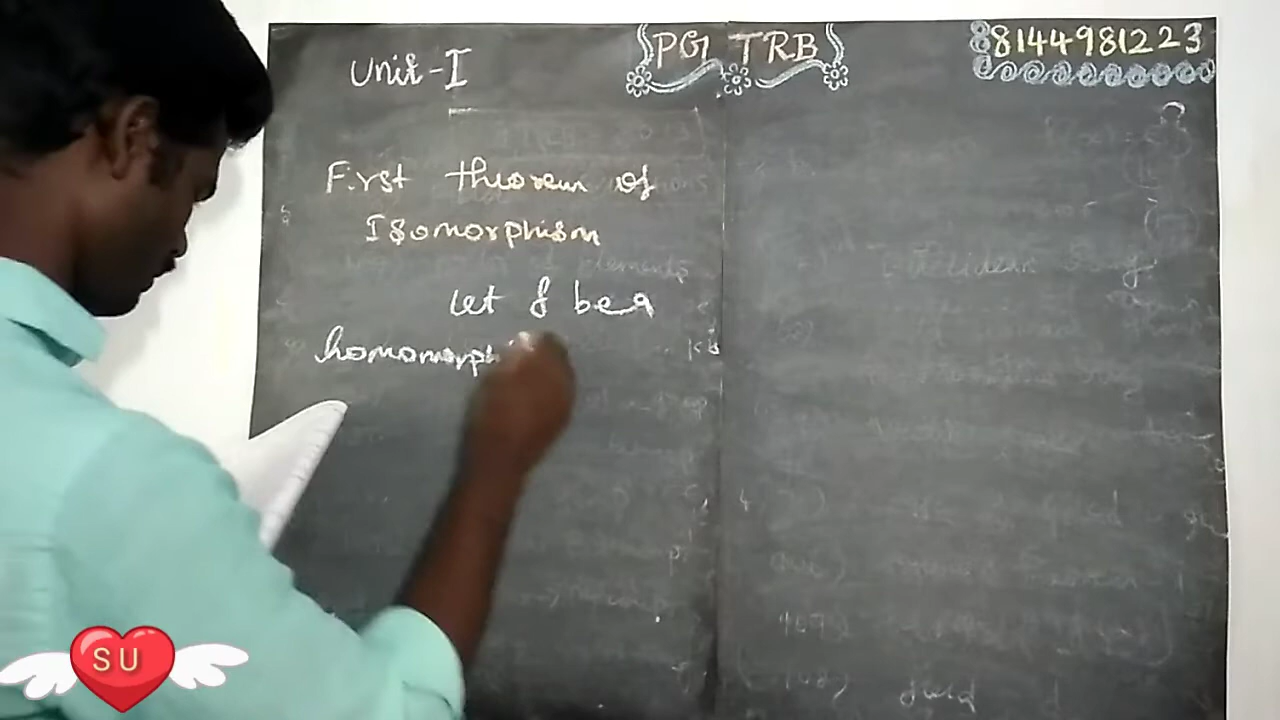 Unit-I
PG TRB
8144981223
First theorem of
Isomorphism
Let f be a
homomorph
SU